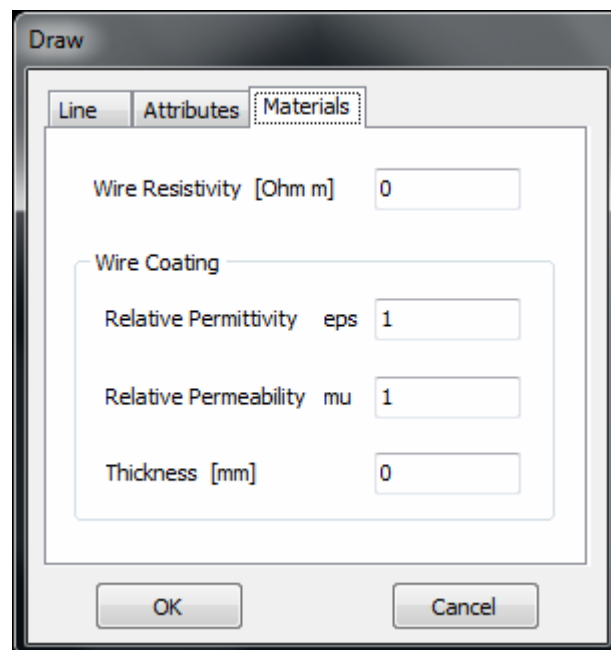 Draw
Line Attributes Materials
Wire Resistivity [Ohm m] 0
Wire Coating
Relative Permittivity eps 1
Relative Permeability mu 1
Thickness [mm] 0
OK Cancel